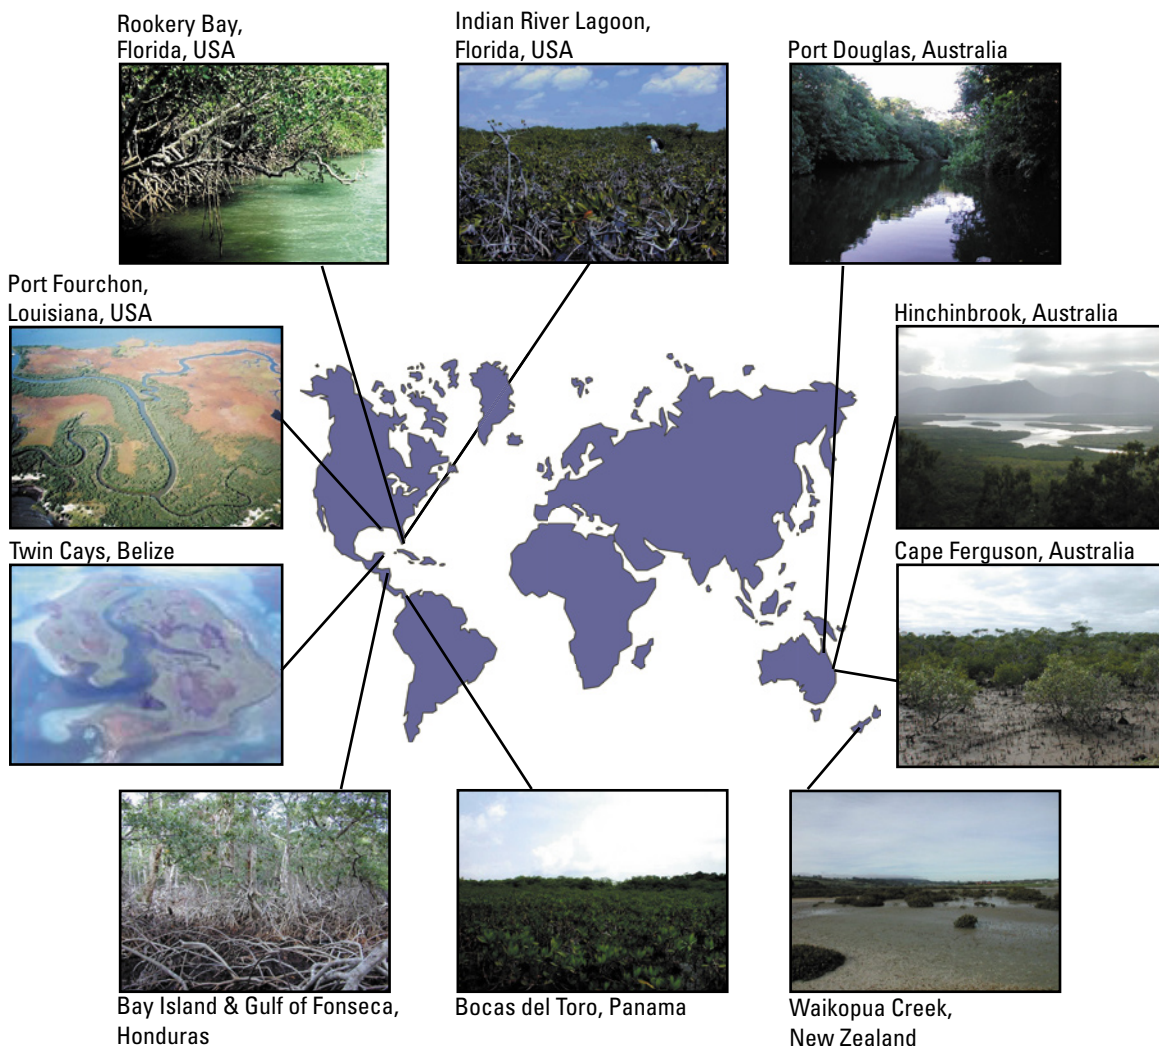 Rookery Bay,
Florida, USA
Indian River Lagoon,
Florida, USA
Port Douglas, Australia
Port Fourchon,
Louisiana, USA
Hinchinbrook, Australia
Twin Cays, Belize
Cape Ferguson, Australia
Bay Island & Gulf of Fonseca,
Honduras
Bocas del Toro, Panama
Waikopua Creek,
New Zealand